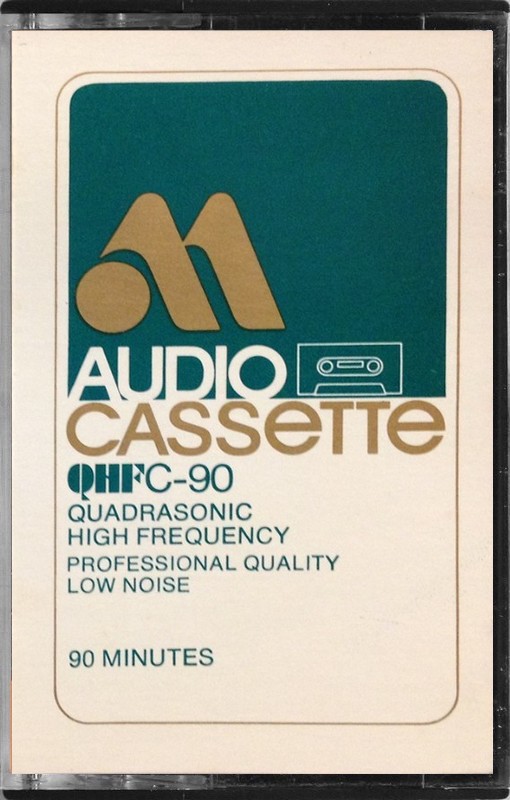 M
AUDIO
CASSeTTe
QHFC-90
QUADRASONIC
HIGH FREQUENCY
PROFESSIONAL QUALITY
LOW NOISE
90 MINUTES